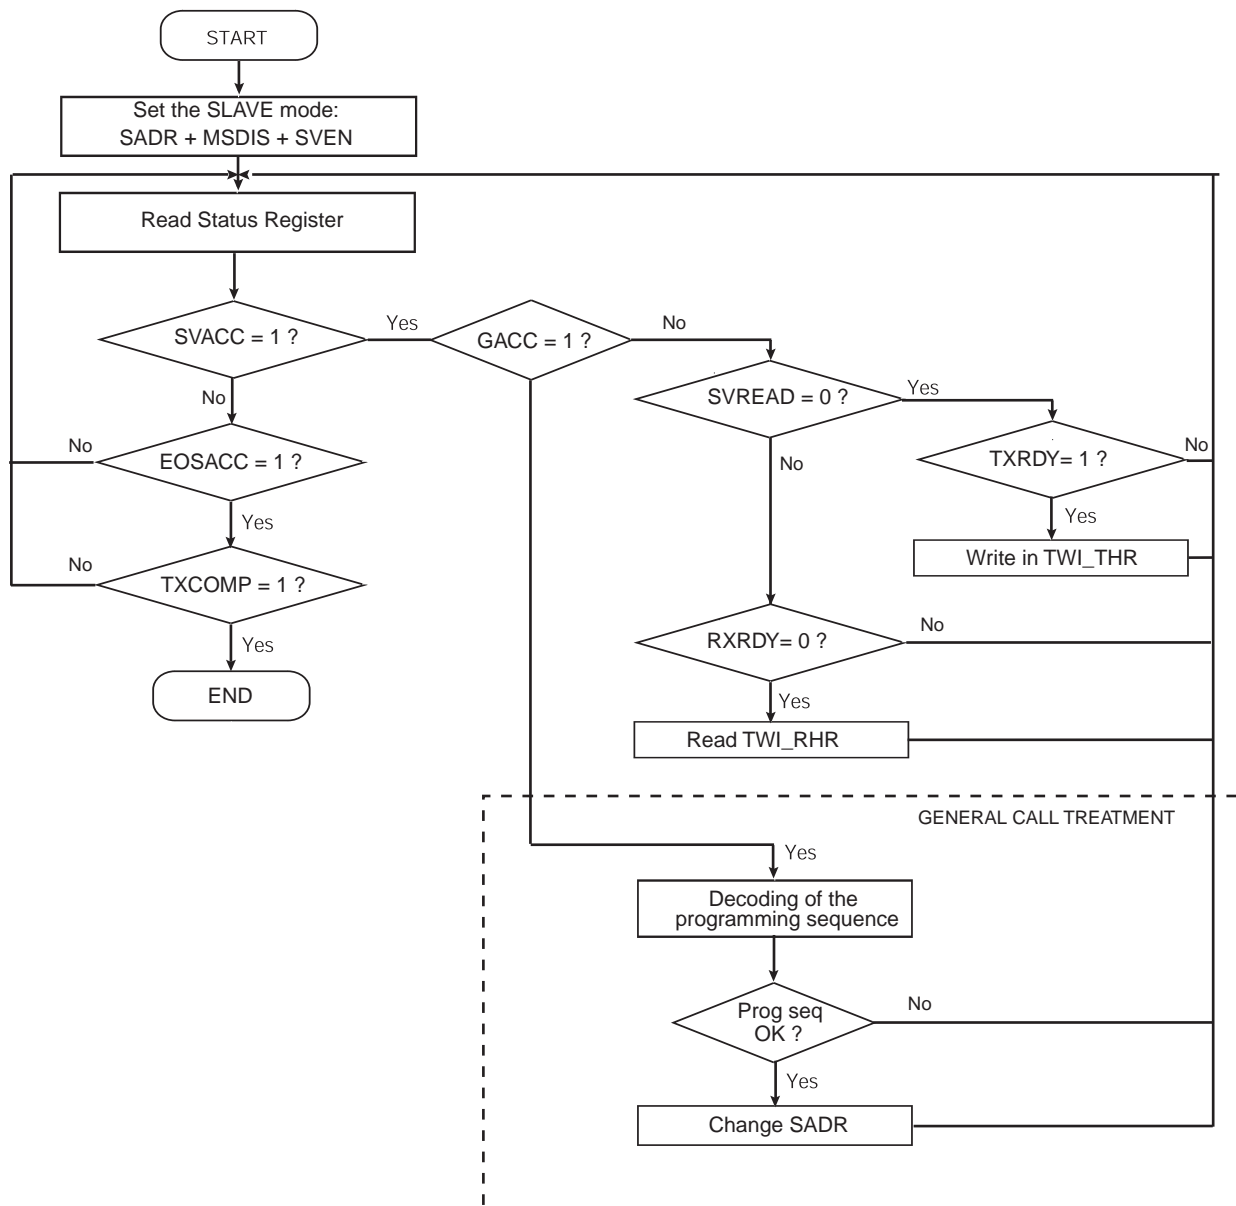 START
Set the SLAVE mode:
SADR + MSDIS + SVEN
Read Status Register
SVACC = 1 ?
Yes
GACC = 1 ?
No
SVREAD = 0 ?
Yes
No
No
EOSACC = 1 ?
No
TXRDY= 1 ?
No
Yes
Yes
Write in TWI_THR
No
TXCOMP = 1 ?
Yes
RXRDY= 0 ?
No
END
Yes
Read TWI_RHR
GENERAL CALL TREATMENT
Yes
Decoding of the
programming sequence
Prog seq
OK ?
No
Yes
Change SADR